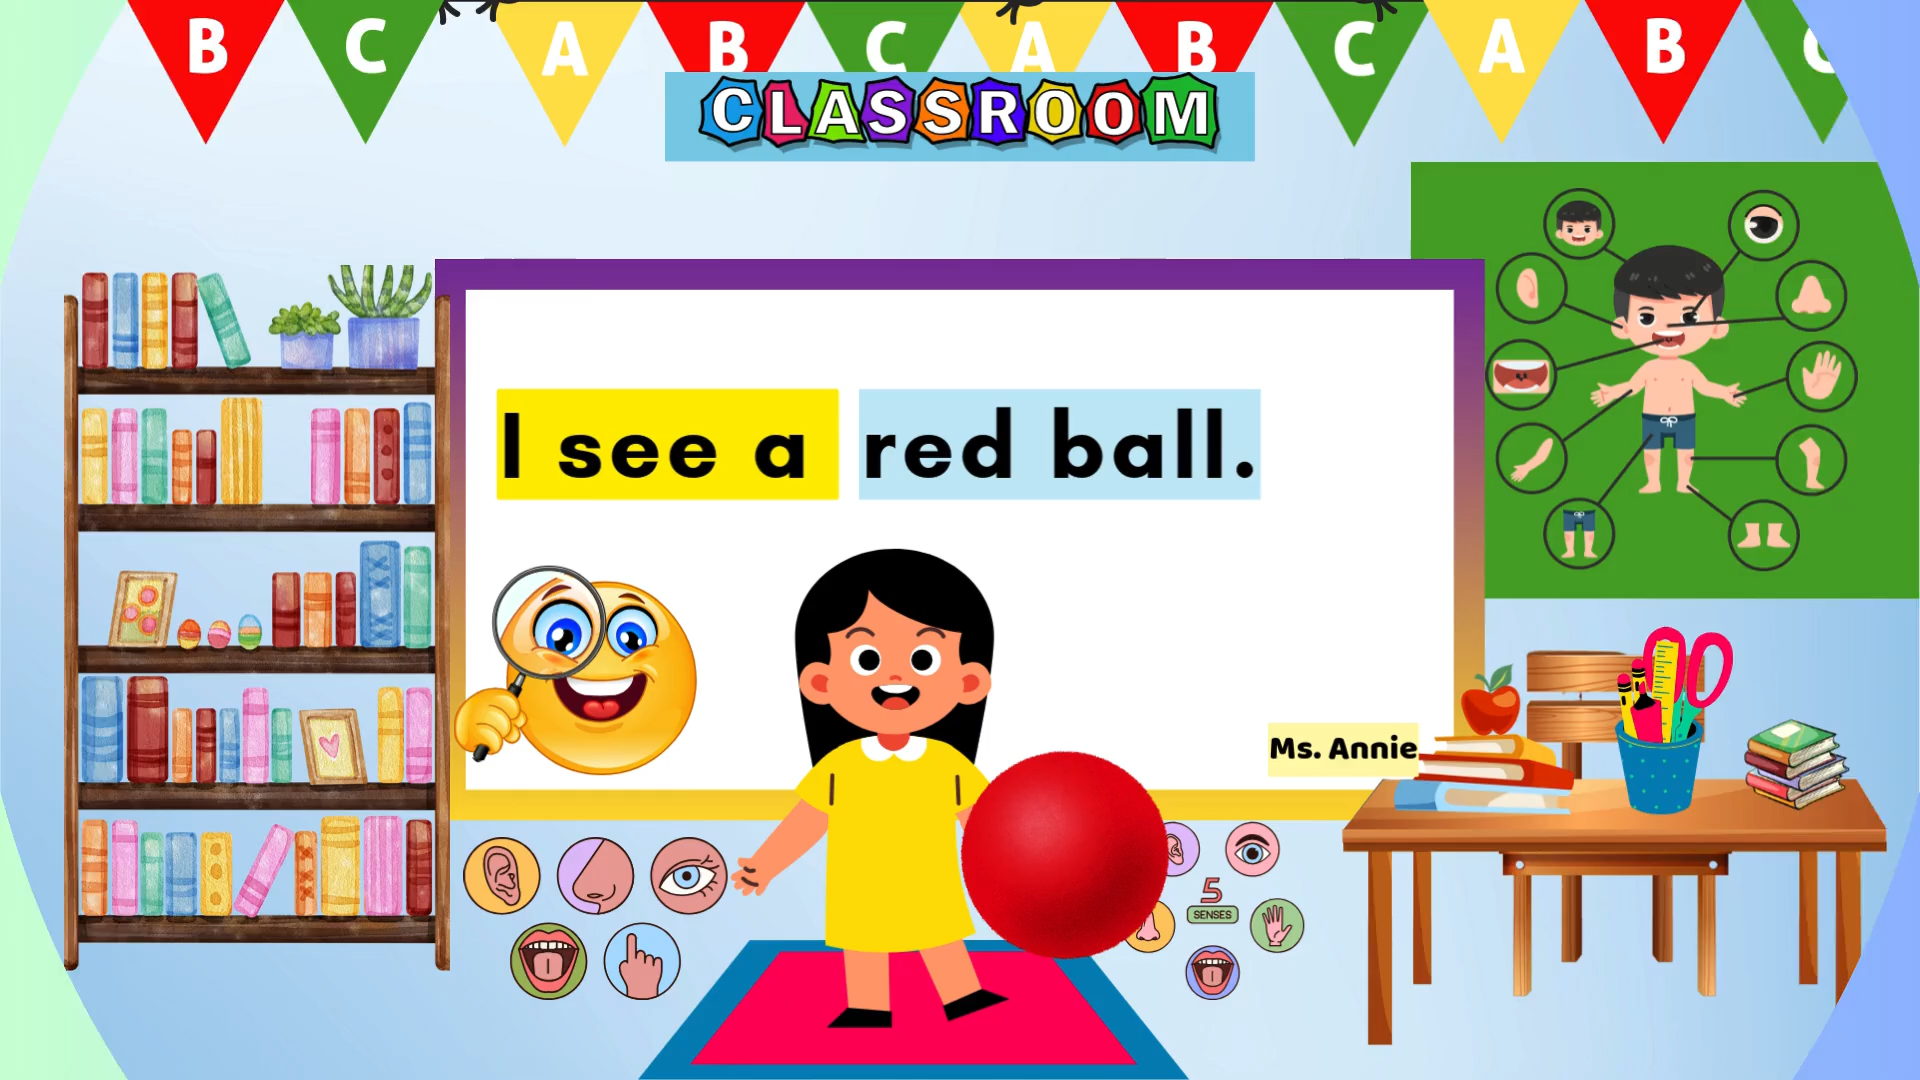 B C A B C A B C A B C
CLASSROOM
I see a red ball.
Ms. Annie
5
SENSES